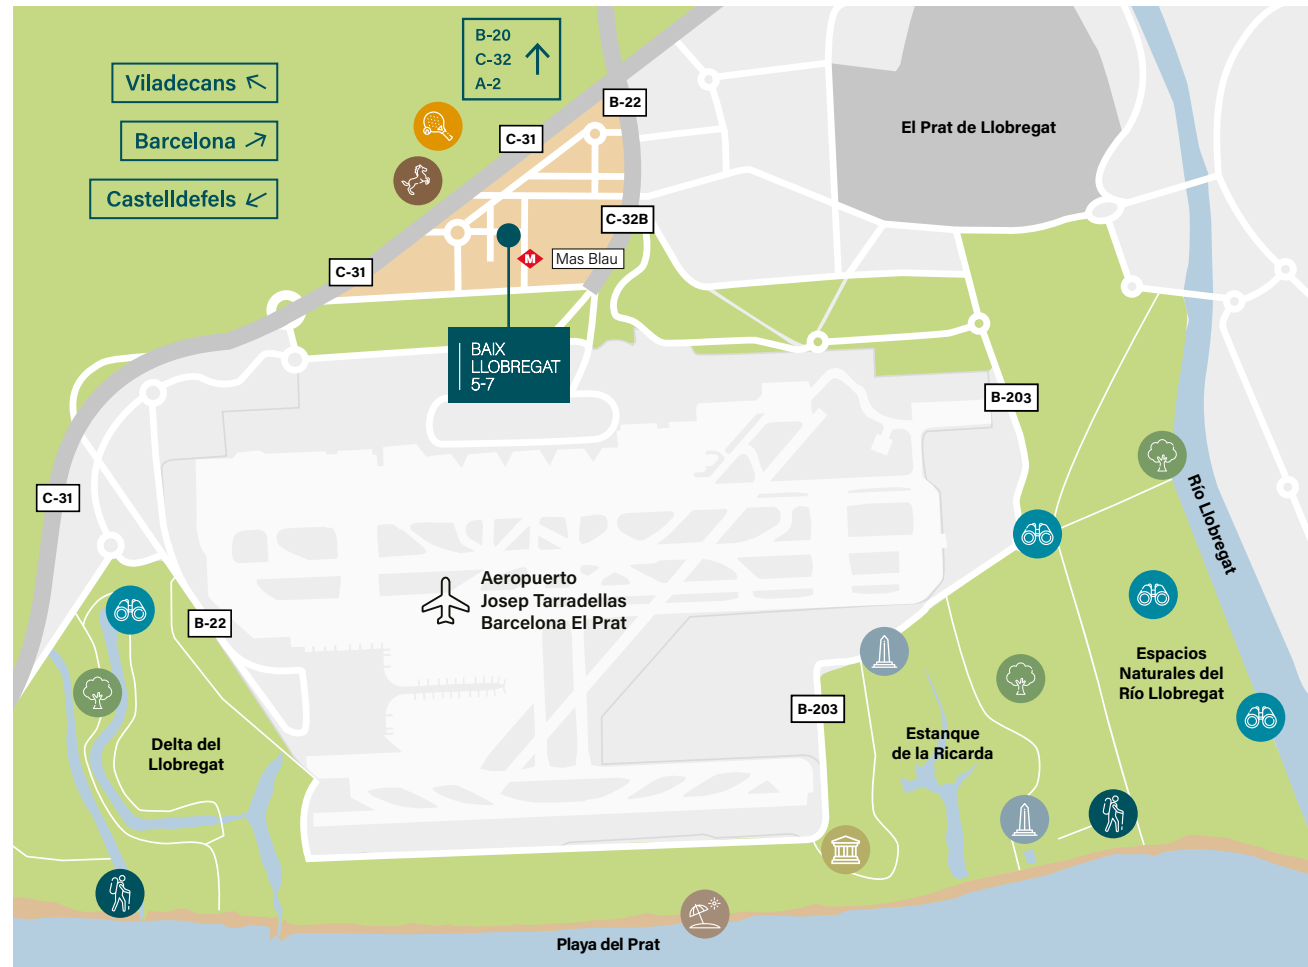 B-20
C-32
A-2
Viladecans
Barcelona
Castelldefels
B-22
C-31
El Prat de Llobregat
C-32B
M
Mas Blau
C-31
BAIX
LLOBREGAT
5-7
B-203
C-31
Río Llobregat
Aeropuerto
Josep Tarradellas
Barcelona El Prat
B-22
Espacios
Naturales del
Río Llobregat
B-203
Estanque
de la Ricarda
Delta del
Llobregat
Playa del Prat